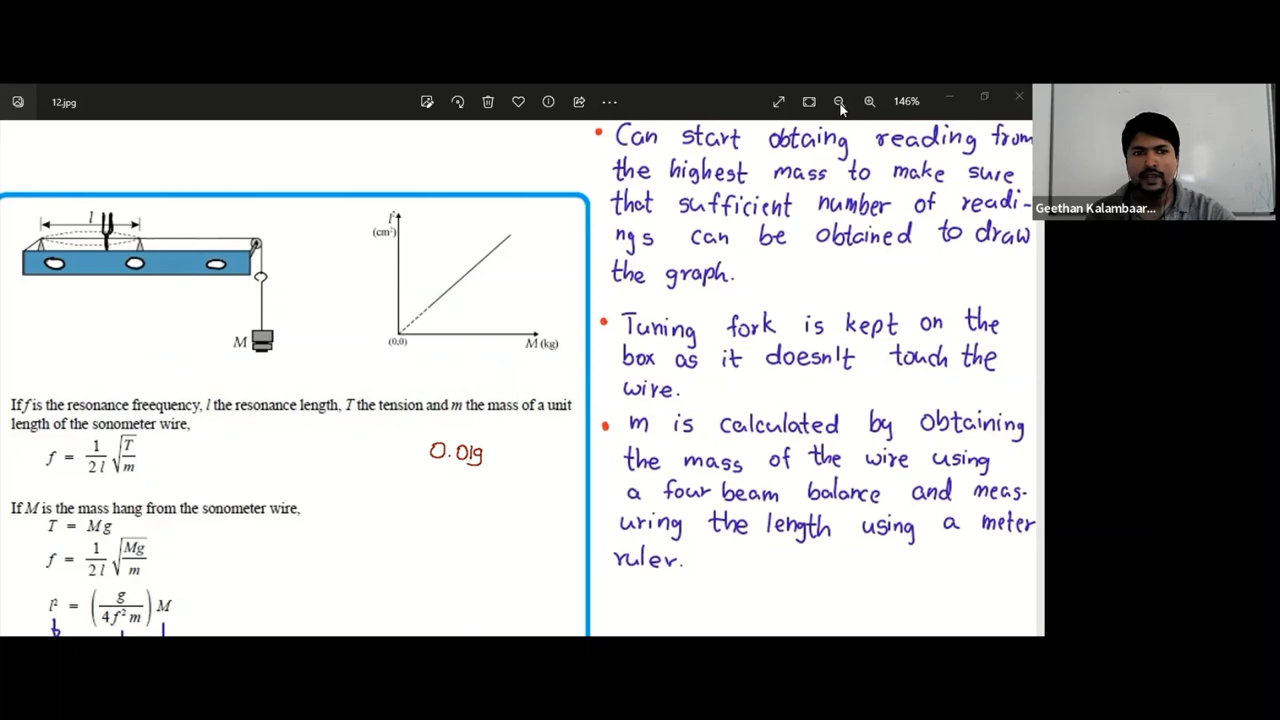 12.jpg
146%
Geethan Kalambaar...
l
M
l²
(cm²)
(0,0)
M (kg)
If f is the resonance freequency, l the resonance length, T the tension and m the mass of a unit
length of the sonometer wire,
f = 1/2l √T/m
0.01g
If M is the mass hang from the sonometer wire,
T = Mg
f = 1/2l √Mg/m
l² = (g/4f²m) M
• Can start obtaing reading from
the highest mass to make sure
that sufficient number of readi-
ngs can be obtained to draw
the graph.
• Tuning fork is kept on the
box as it doesn't touch the
wire.
• m is calculated by obtaining
the mass of the wire using
a four beam balance and meas-
uring the length using a meter
ruler.